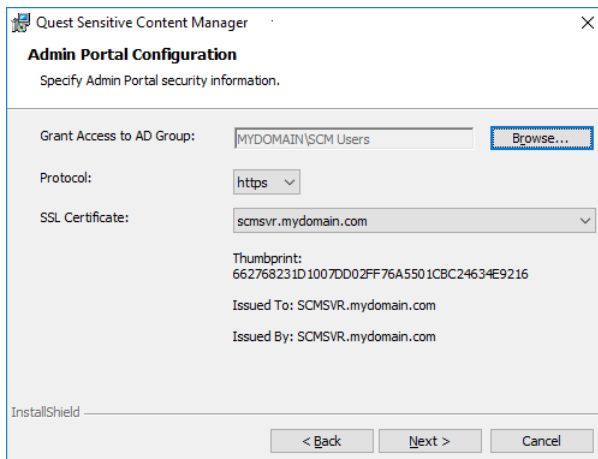 Quest Sensitive Content Manager
Admin Portal Configuration
Specify Admin Portal security information.
Grant Access to AD Group: MYDOMAIN\SCM Users Browse...
Protocol: https
SSL Certificate: scmsvr.mydomain.com
Thumbprint:
662768231D1007DD02FF76A5501CBC24634E9216
Issued To: SCMSVR.mydomain.com
Issued By: SCMSVR.mydomain.com
InstallShield
< Back Next > Cancel